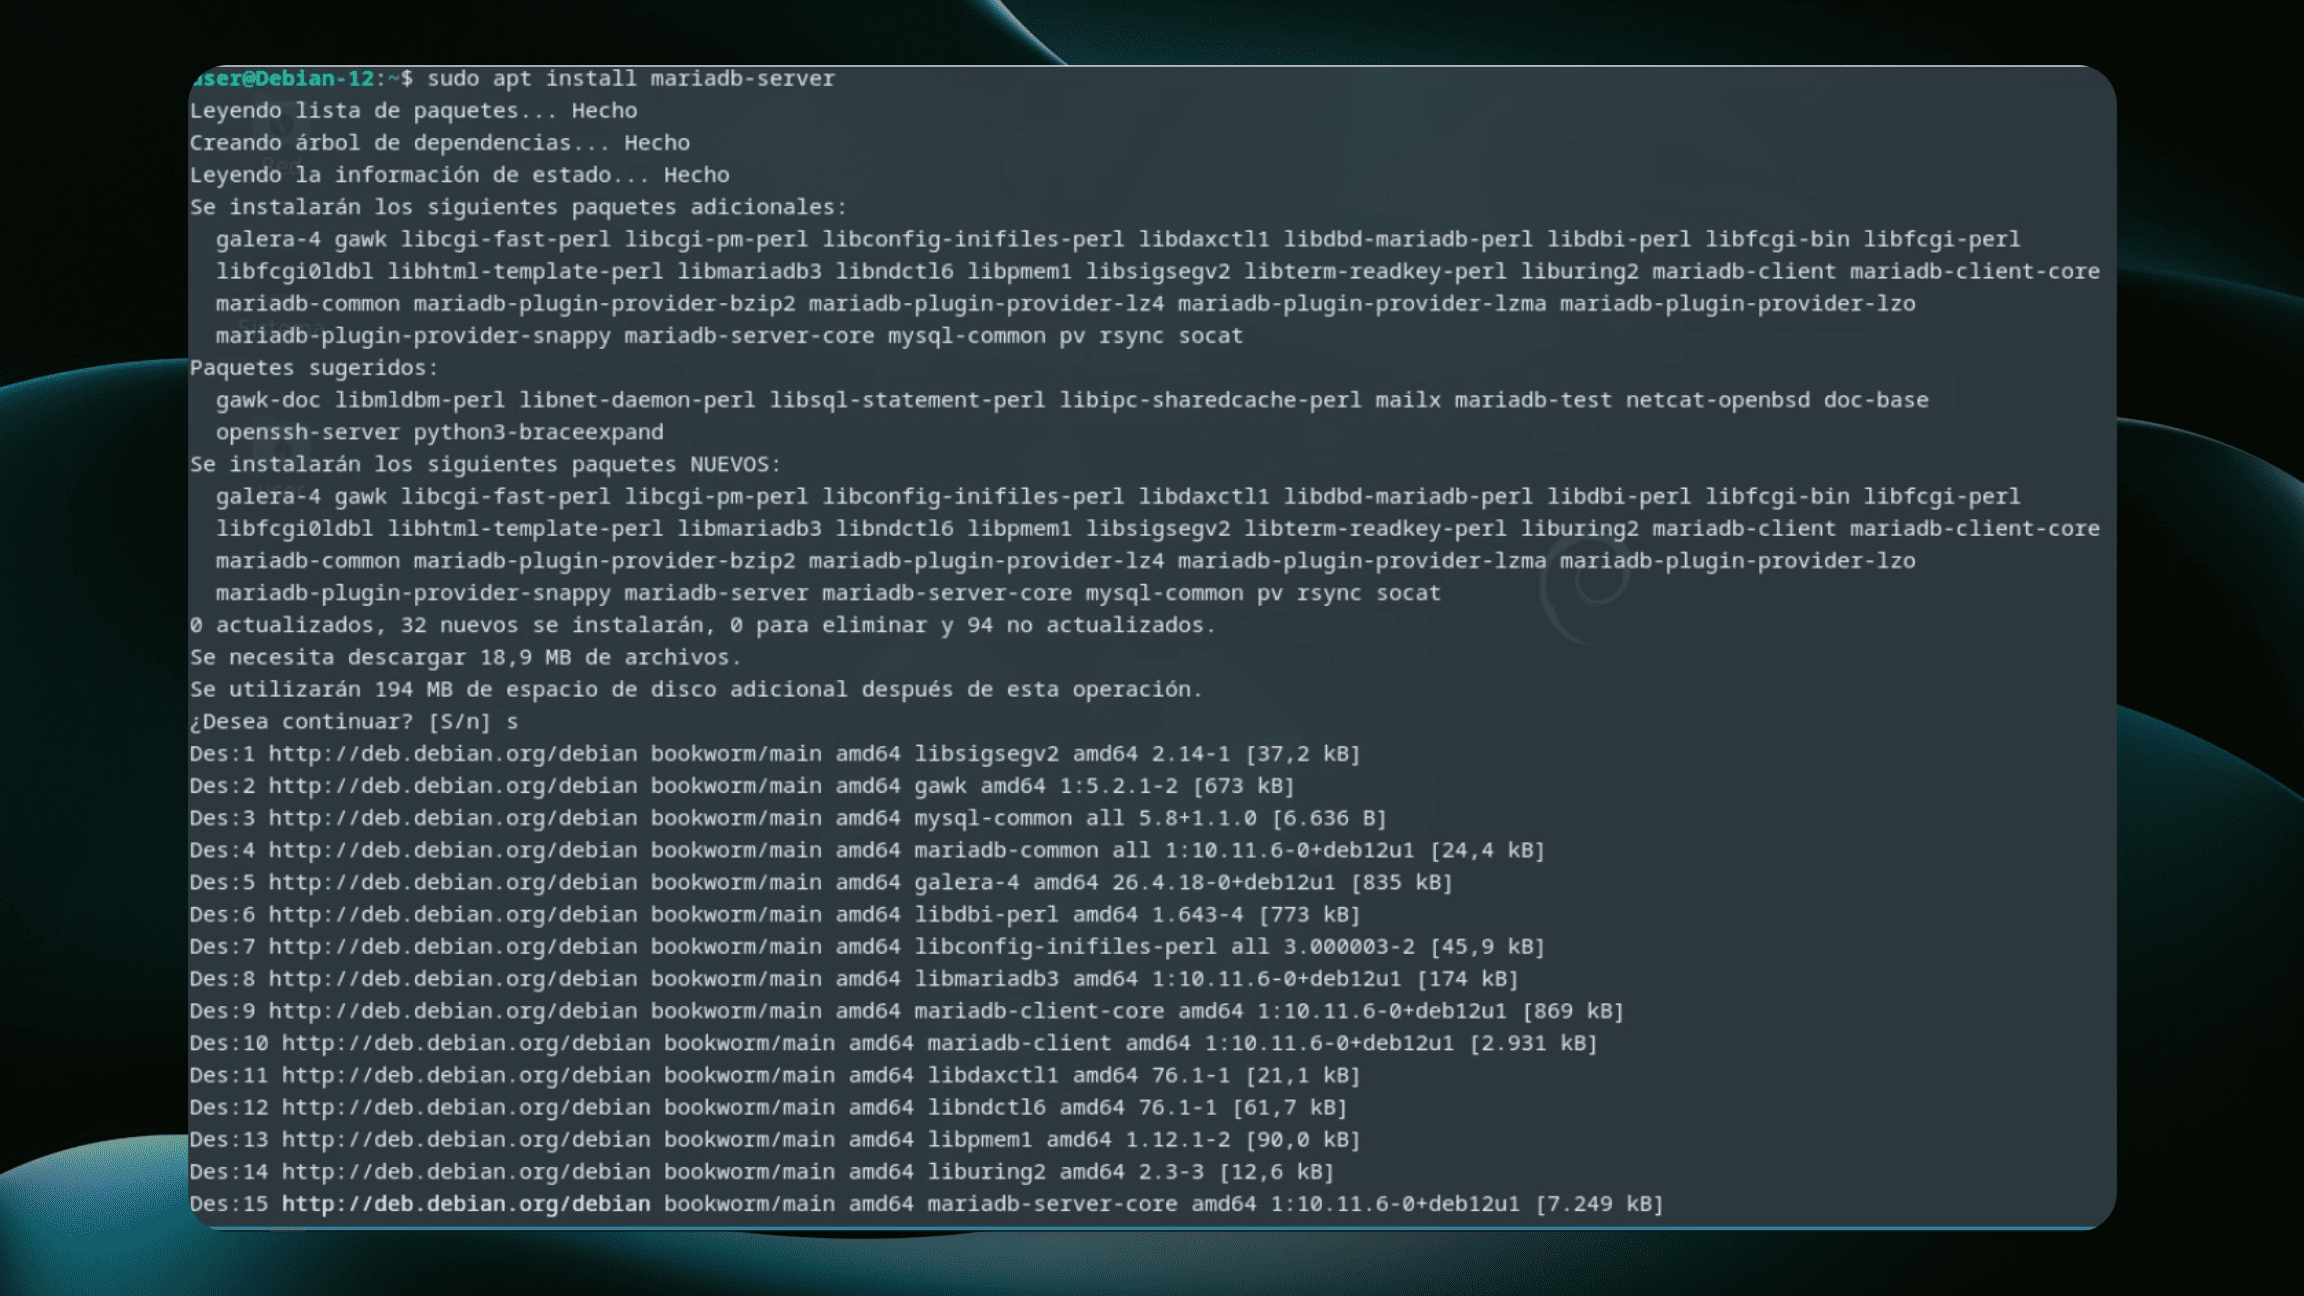 user@Debian-12:~$ sudo apt install mariadb-server
Leyendo lista de paquetes... Hecho
Creando árbol de dependencias... Hecho
Leyendo la información de estado... Hecho
Se instalarán los siguientes paquetes adicionales:
  galera-4 gawk libcgi-fast-perl libcgi-pm-perl libconfig-inifiles-perl libdaxctl1 libdbd-mariadb-perl libdbi-perl libfcgi-bin libfcgi-perl
  libfcgi0ldbl libhtml-template-perl libmariadb3 libndctl6 libpmem1 libsigsegv2 libterm-readkey-perl liburing2 mariadb-client mariadb-client-core
  mariadb-common mariadb-plugin-provider-bzip2 mariadb-plugin-provider-lz4 mariadb-plugin-provider-lzma mariadb-plugin-provider-lzo
  mariadb-plugin-provider-snappy mariadb-server-core mysql-common pv rsync socat
Paquetes sugeridos:
  gawk-doc libmldbm-perl libnet-daemon-perl libsql-statement-perl libipc-sharedcache-perl mailx mariadb-test netcat-openbsd doc-base
  openssh-server python3-braceexpand
Se instalarán los siguientes paquetes NUEVOS:
  galera-4 gawk libcgi-fast-perl libcgi-pm-perl libconfig-inifiles-perl libdaxctl1 libdbd-mariadb-perl libdbi-perl libfcgi-bin libfcgi-perl
  libfcgi0ldbl libhtml-template-perl libmariadb3 libndctl6 libpmem1 libsigsegv2 libterm-readkey-perl liburing2 mariadb-client mariadb-client-core
  mariadb-common mariadb-plugin-provider-bzip2 mariadb-plugin-provider-lz4 mariadb-plugin-provider-lzma mariadb-plugin-provider-lzo
  mariadb-plugin-provider-snappy mariadb-server mariadb-server-core mysql-common pv rsync socat
0 actualizados, 32 nuevos se instalarán, 0 para eliminar y 94 no actualizados.
Se necesita descargar 18,9 MB de archivos.
Se utilizarán 194 MB de espacio de disco adicional después de esta operación.
¿Desea continuar? [S/n] s
Des:1 http://deb.debian.org/debian bookworm/main amd64 libsigsegv2 amd64 2.14-1 [37,2 kB]
Des:2 http://deb.debian.org/debian bookworm/main amd64 gawk amd64 1:5.2.1-2 [673 kB]
Des:3 http://deb.debian.org/debian bookworm/main amd64 mysql-common all 5.8+1.1.0 [6.636 B]
Des:4 http://deb.debian.org/debian bookworm/main amd64 mariadb-common all 1:10.11.6-0+deb12u1 [24,4 kB]
Des:5 http://deb.debian.org/debian bookworm/main amd64 galera-4 amd64 26.4.18-0+deb12u1 [835 kB]
Des:6 http://deb.debian.org/debian bookworm/main amd64 libdbi-perl amd64 1.643-4 [773 kB]
Des:7 http://deb.debian.org/debian bookworm/main amd64 libconfig-inifiles-perl all 3.000003-2 [45,9 kB]
Des:8 http://deb.debian.org/debian bookworm/main amd64 libmariadb3 amd64 1:10.11.6-0+deb12u1 [174 kB]
Des:9 http://deb.debian.org/debian bookworm/main amd64 mariadb-client-core amd64 1:10.11.6-0+deb12u1 [869 kB]
Des:10 http://deb.debian.org/debian bookworm/main amd64 mariadb-client amd64 1:10.11.6-0+deb12u1 [2.931 kB]
Des:11 http://deb.debian.org/debian bookworm/main amd64 libdaxctl1 amd64 76.1-1 [21,1 kB]
Des:12 http://deb.debian.org/debian bookworm/main amd64 libndctl6 amd64 76.1-1 [61,7 kB]
Des:13 http://deb.debian.org/debian bookworm/main amd64 libpmem1 amd64 1.12.1-2 [90,0 kB]
Des:14 http://deb.debian.org/debian bookworm/main amd64 liburing2 amd64 2.3-3 [12,6 kB]
Des:15 http://deb.debian.org/debian bookworm/main amd64 mariadb-server-core amd64 1:10.11.6-0+deb12u1 [7.249 kB]